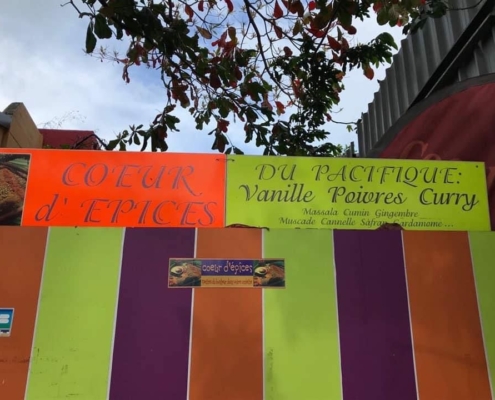 COEUR
d' EPICES
DU PACIFIQUE:
Vanille Poivres Curry
Massala Cumin Gingembre
Muscade Cannelle Safran Cardamome...
coeur d'épices